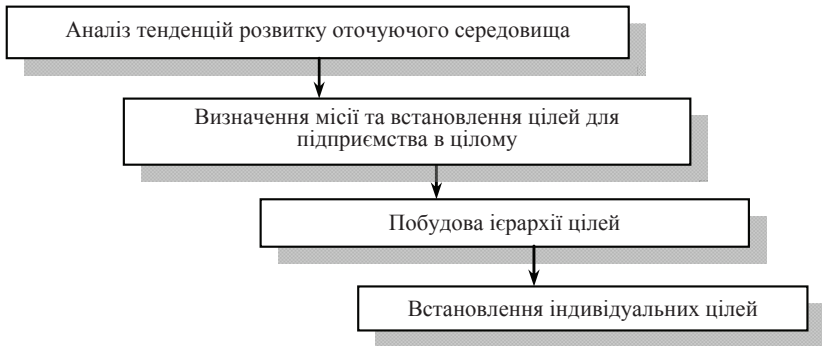 Аналіз тенденцій розвитку оточуючого середовища
Визначення місії та встановлення цілей для
підприємства в цілому
Побудова ієрархії цілей
Встановлення індивідуальних цілей